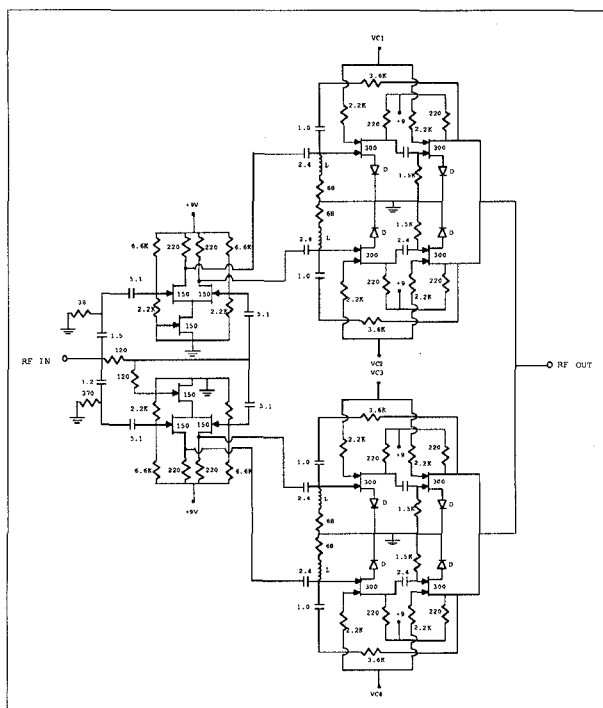 VC1
3.6K
2.2K
220
+9
2.2K
220
1.0
300
300
2.4
L
D
D
1.5K
68
68
D
D
1.5K
2.4
L
2.4
300
300
1.0
2.2K
220
+9
220
2.2K
3.6K
VC2
+9V
6.6K
220
220
6.6K
5.1
150
150
2.2K
2.2K
38
150
5.1
1.5
RF IN
120
RF OUT
120
1.2
150
370
2.2K
5.1
150
150
5.1
6.6K
220
220
6.6K
+9V
VC3
3.6K
2.2K
220
+9
2.2K
220
1.0
300
300
2.4
L
D
D
1.5K
68
68
D
D
1.5K
2.4
L
2.4
300
300
1.0
220
+9
220
2.2K
2.2K
3.6K
VC4